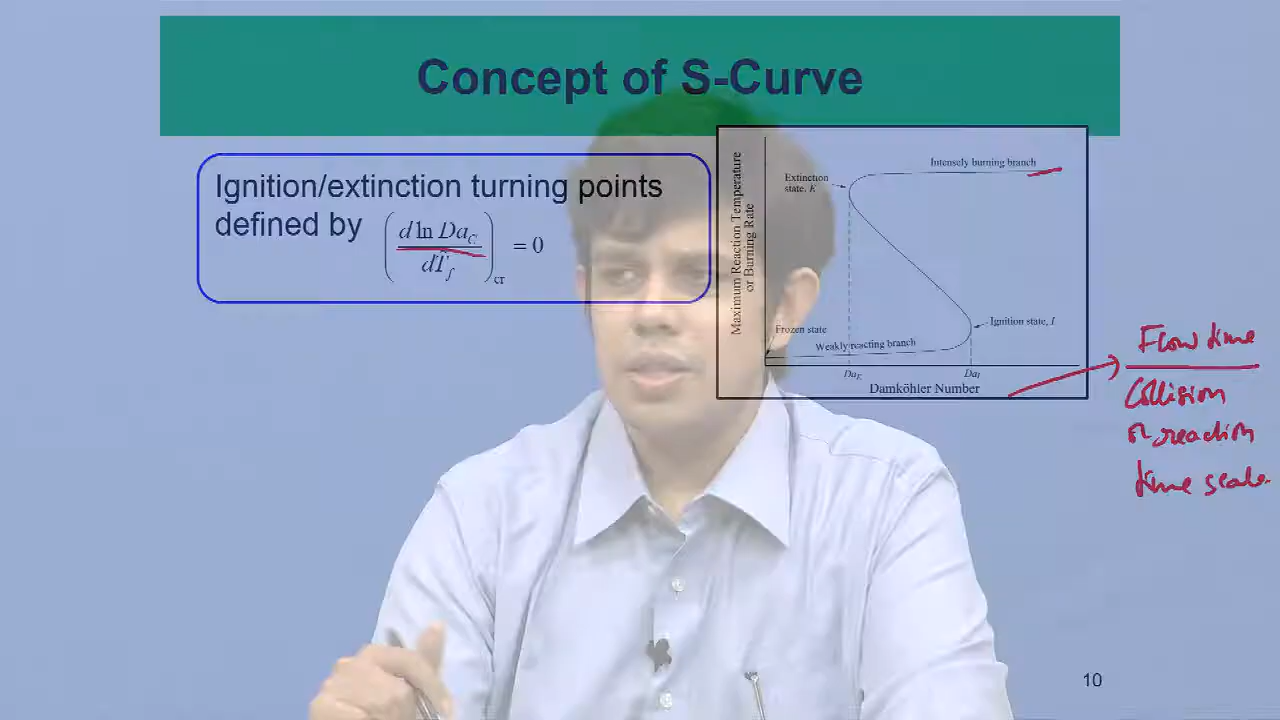 Concept of S-Curve
Ignition/extinction turning points
defined by (d ln Da_C / dT̃_f)_cr = 0
Maximum Reaction Temperature
or Burning Rate
Intensely burning branch
Extinction
state, K
Ignition state, I
Frozen state
Weakly reacting branch
Da_E
Da_I
Damköhler Number
Flow time
Collision
or reaction
time scale
10